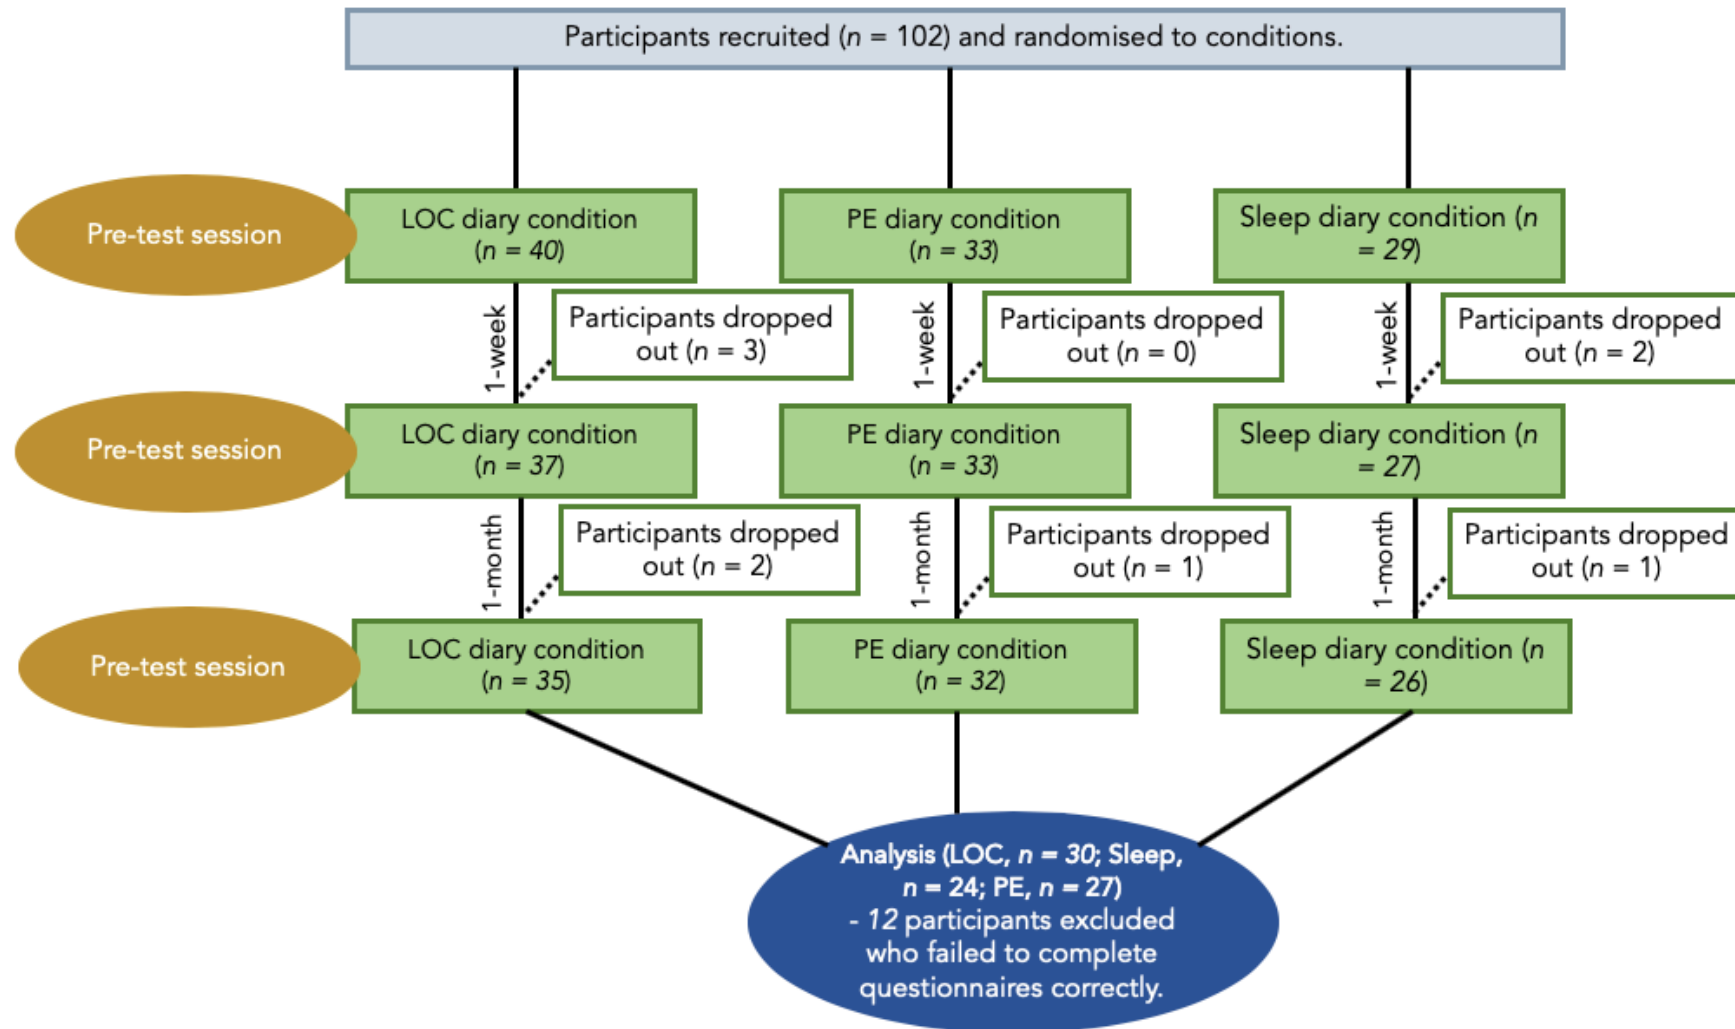 Participants recruited (n = 102) and randomised to conditions.
Pre-test session
LOC diary condition
(n = 40)
PE diary condition
(n = 33)
Sleep diary condition (n
= 29)
1-week
Participants dropped
out (n = 3)
1-week
Participants dropped
out (n = 0)
1-week
Participants dropped
out (n = 2)
Pre-test session
LOC diary condition
(n = 37)
PE diary condition
(n = 33)
Sleep diary condition (n
= 27)
1-month
Participants dropped
out (n = 2)
1-month
Participants dropped
out (n = 1)
1-month
Participants dropped
out (n = 1)
Pre-test session
LOC diary condition
(n = 35)
PE diary condition
(n = 32)
Sleep diary condition (n
= 26)
Analysis (LOC, n = 30; Sleep,
n = 24; PE, n = 27)
- 12 participants excluded
who failed to complete
questionnaires correctly.